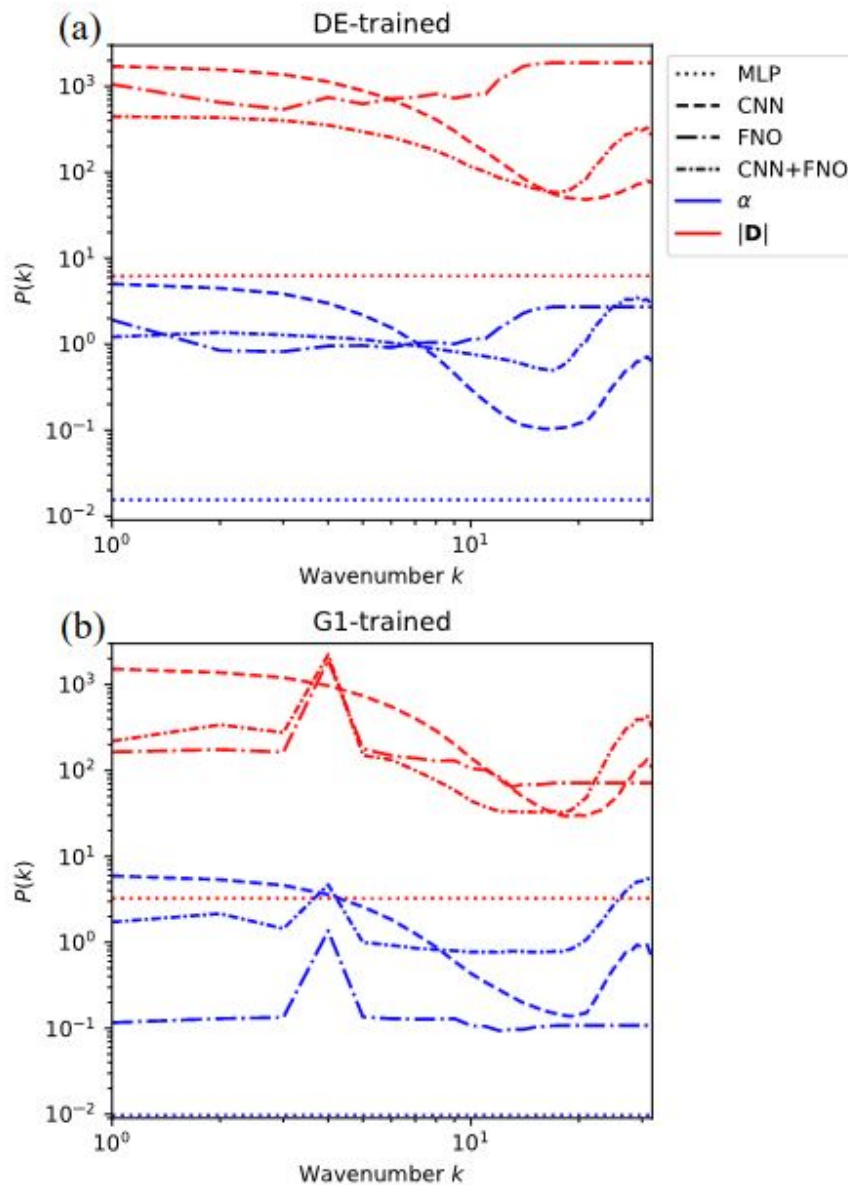 (a)
DE-trained
10³
10²
10¹
10⁰
10⁻¹
10⁻²
P(k)
10⁰
10¹
Wavenumber k
MLP
CNN
FNO
CNN+FNO
α
|D|
(b)
G1-trained
10³
10²
10¹
10⁰
10⁻¹
10⁻²
P(k)
10⁰
10¹
Wavenumber k